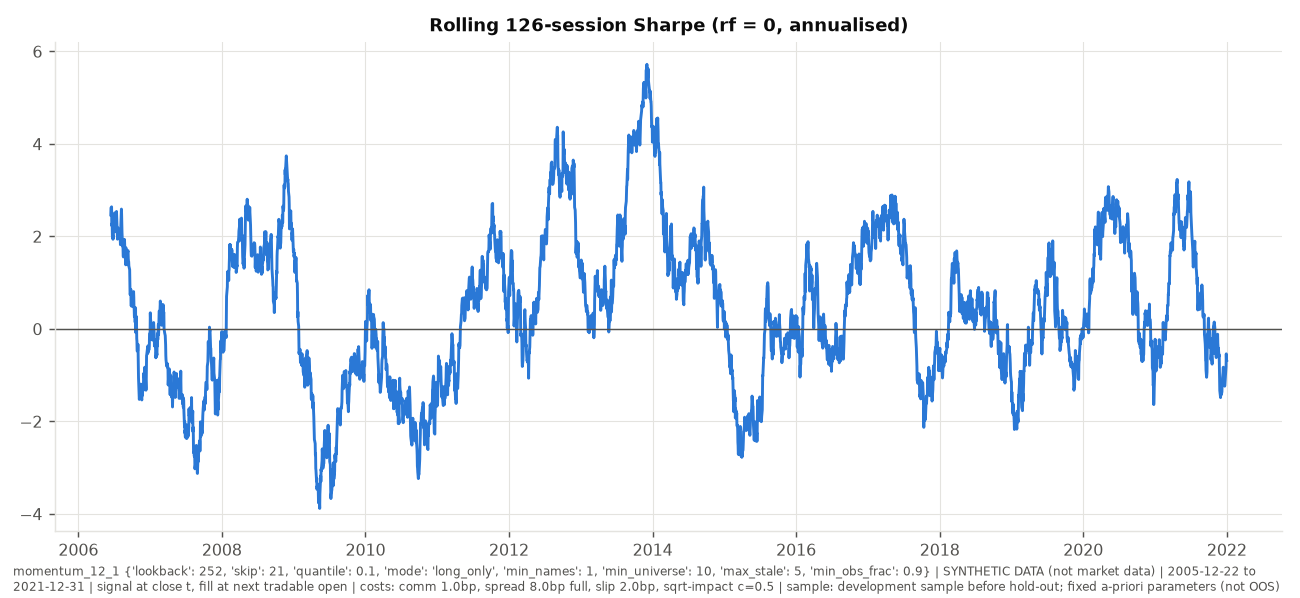 Rolling 126-session Sharpe (rf = 0, annualised)
6
4
2
0
−2
−4
2006 2008 2010 2012 2014 2016 2018 2020 2022
momentum_12_1 {'lookback': 252, 'skip': 21, 'quantile': 0.1, 'mode': 'long_only', 'min_names': 1, 'min_universe': 10, 'max_stale': 5, 'min_obs_frac': 0.9} | SYNTHETIC DATA (not market data) | 2005-12-22 to
2021-12-31 | signal at close t, fill at next tradable open | costs: comm 1.0bp, spread 8.0bp full, slip 2.0bp, sqrt-impact c=0.5 | sample: development sample before hold-out; fixed a-priori parameters (not OOS)